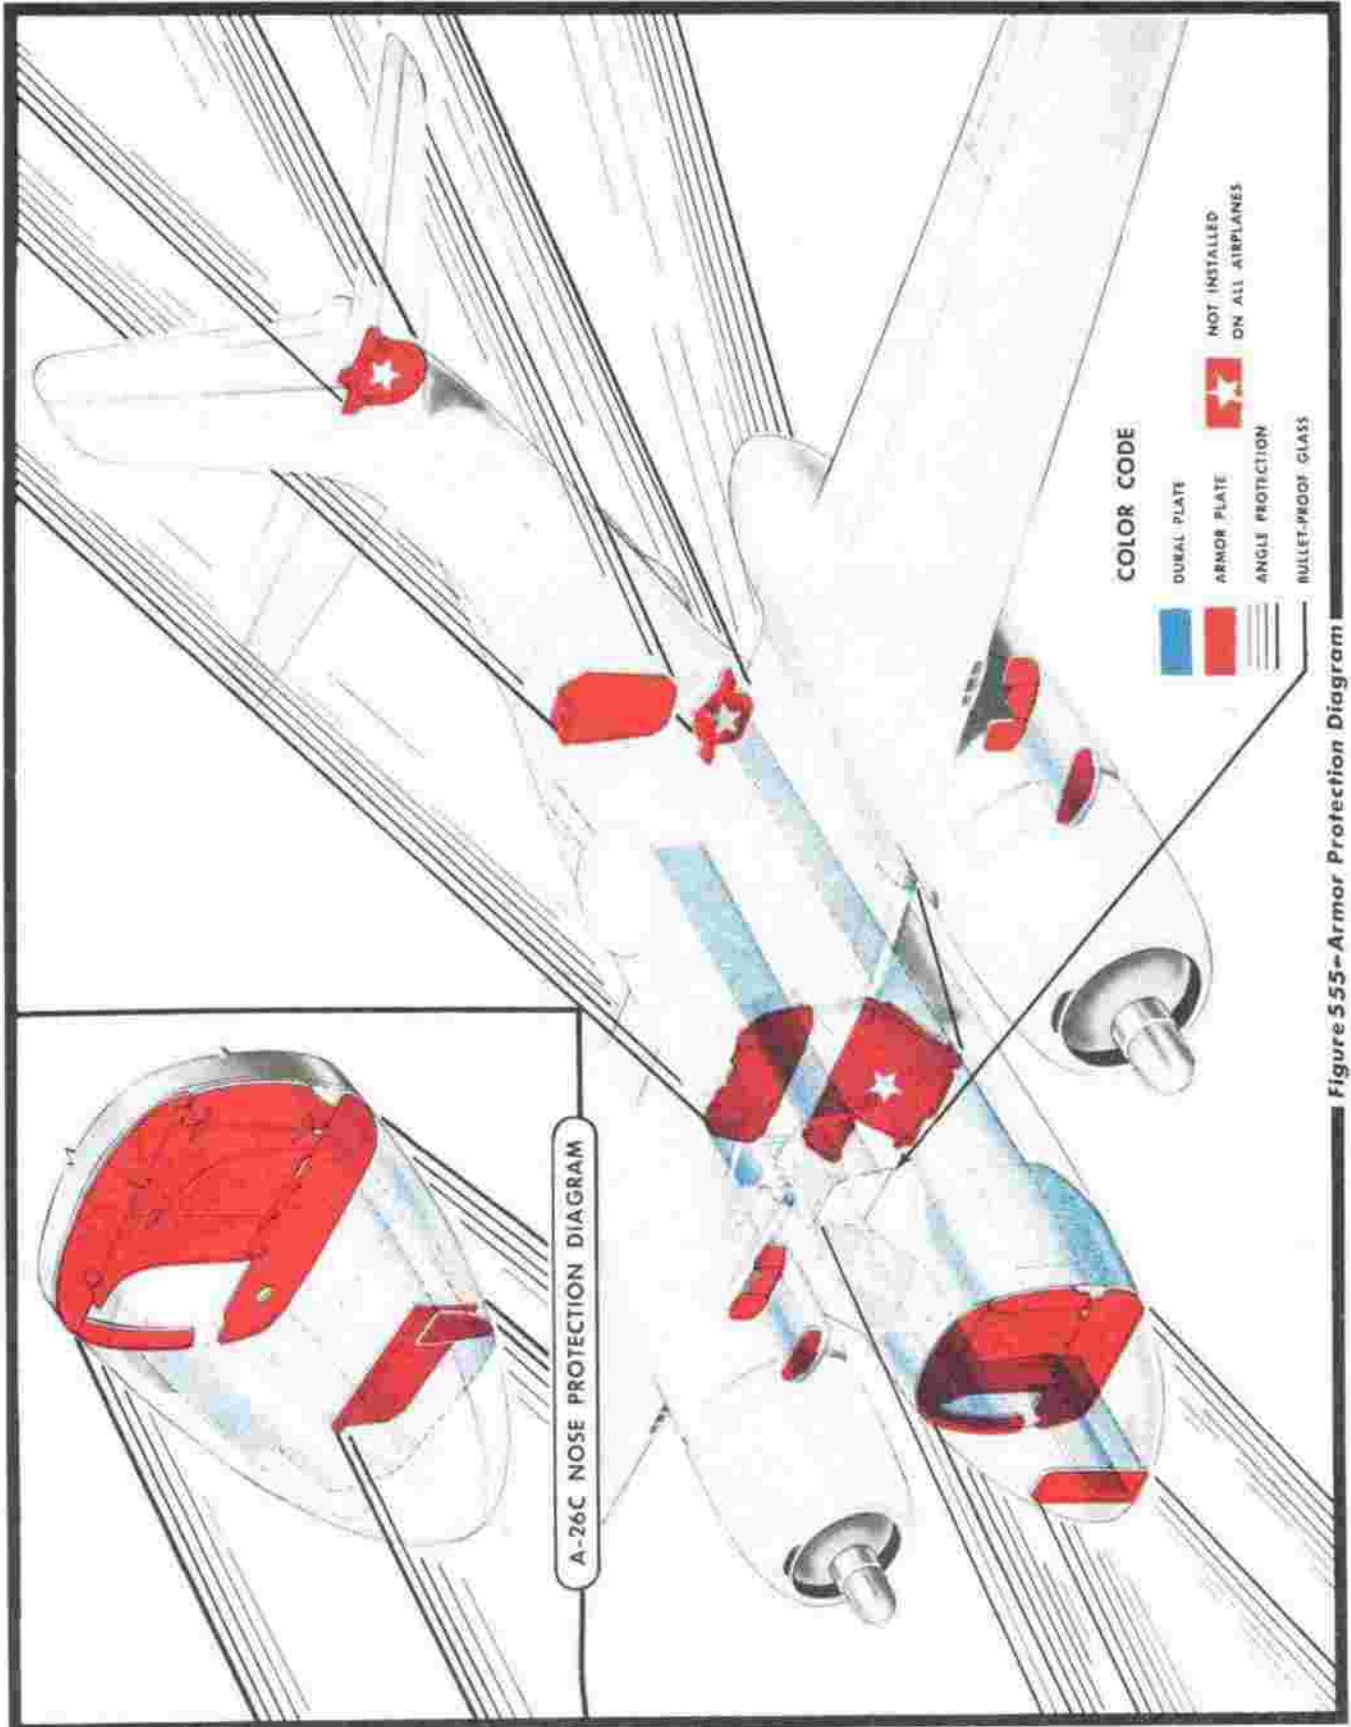 A-26C NOSE PROTECTION DIAGRAM
COLOR CODE
DURAL PLATE
ARMOR PLATE
NOT INSTALLED
ON ALL AIRPLANES
ANGLE PROTECTION
BULLET-PROOF GLASS
Figure 555-Armor Protection Diagram